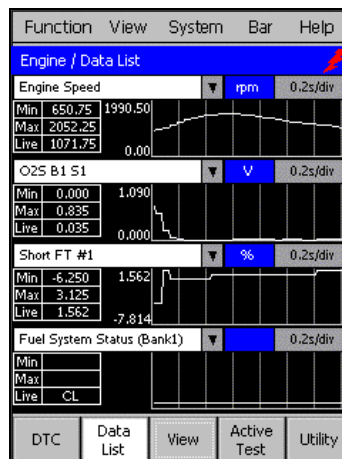 Function View System Bar Help
Engine / Data List
Engine Speed ▼ rpm 0.2s/div
Min 650.75 1990.50
Max 2052.25
Live 1071.75 0.00
O2S B1 S1 ▼ V 0.2s/div
Min 0.000 1.090
Max 0.835
Live 0.035 0.000
Short FT #1 ▼ % 0.2s/div
Min -6.250 1.562
Max 3.125
Live 1.562 -7.814
Fuel System Status (Bank1) ▼ 0.2s/div
Min
Max
Live CL
DTC Data List View Active Test Utility